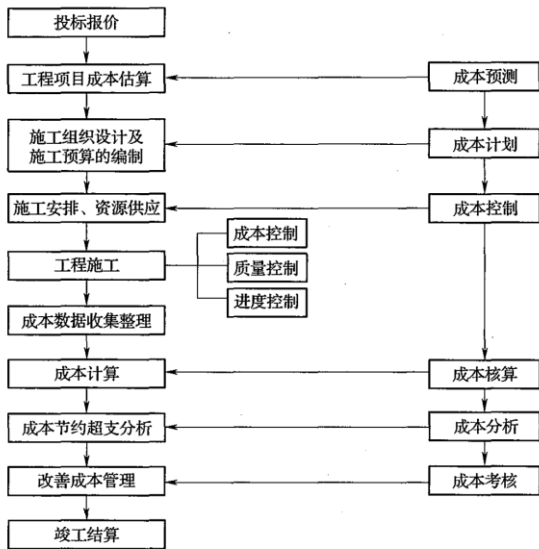 投标报价
工程项目成本估算
成本预测
施工组织设计及
施工预算的编制
成本计划
施工安排、资源供应
成本控制
成本控制
工程施工
质量控制
进度控制
成本数据收集整理
成本计算
成本核算
成本节约超支分析
成本分析
改善成本管理
成本考核
竣工结算